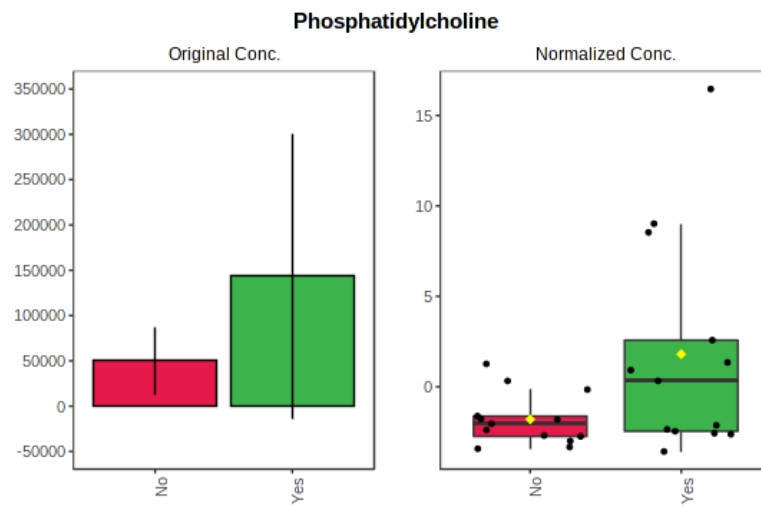 Phosphatidylcholine
Original Conc.
350000
300000
250000
200000
150000
100000
50000
0
-50000
No
Yes
Normalized Conc.
15
10
5
0
No
Yes